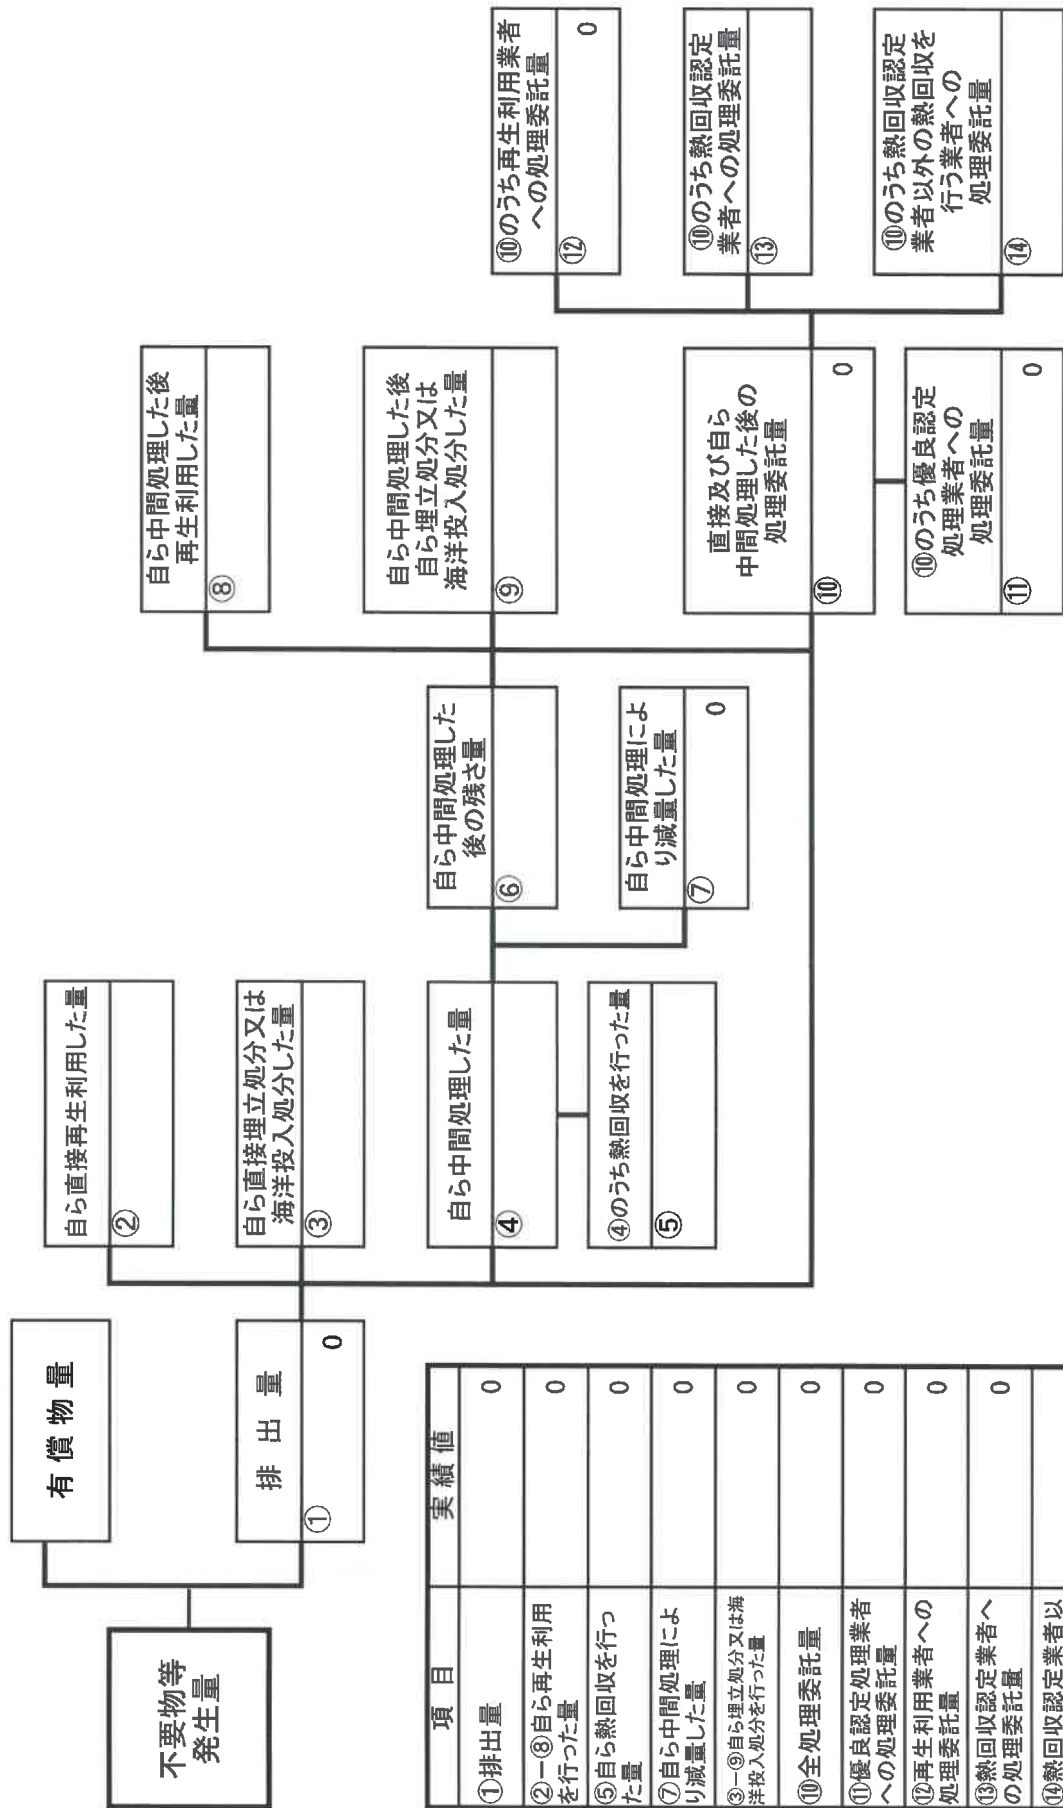 不要物等
発生量
有 償 物 量
排 出 量
①
0
自ら直接再生利用した量
②
自ら直接埋立処分又は
海洋投入処分した量
③
自ら中間処理した量
④
④のうち熱回収を行った量
⑤
自ら中間処理した
後の残さ量
⑥
自ら中間処理によ
り減量した量
⑦
0
自ら中間処理した後
再生利用した量
⑧
自ら中間処理した後
自ら埋立処分又は
海洋投入処分した量
⑨
直接及び自ら
中間処理した後の
処理委託量
⑩
0
⑩のうち優良認定
処理業者への
処理委託量
⑪
0
⑩のうち再生利用業者
への処理委託量
⑫
0
⑩のうち熱回収認定
業者への処理委託量
⑬
⑩のうち熱回収認定
業者以外の熱回収を
行う業者への
処理委託量
⑭
項 目 実 績 値
①排出量 0
②ー⑧自ら再生利用
を行った量 0
⑤自ら熱回収を行っ
た量 0
⑦自ら中間処理によ
り減量した量 0
③ー⑨自ら埋立処分又は海
洋投入処分を行った量 0
⑩全処理委託量 0
⑪優良認定処理業者
への処理委託量 0
⑫再生利用業者への
処理委託量 0
⑬熱回収認定業者へ
の処理委託量 0
⑭熱回収認定業者以